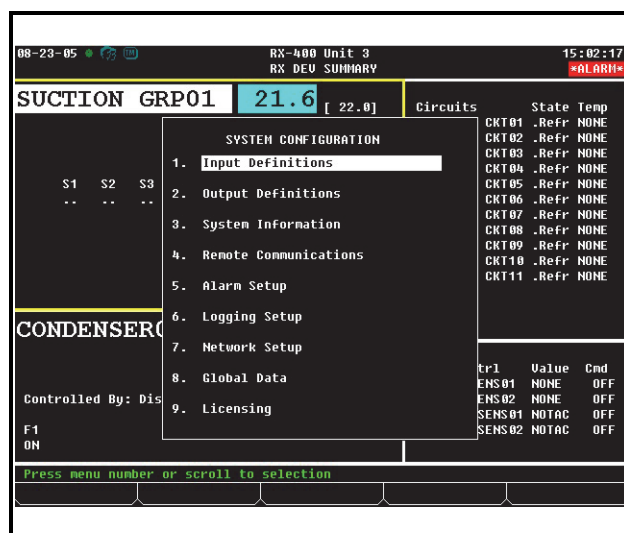 08-23-05 RX-400 Unit 3 15:02:17
RX DEV SUMMARY *ALARM*
SUCTION GRP01 21.6 [ 22.0]
Circuits State Temp
CKT01 .Refr NONE
CKT02 .Refr NONE
CKT03 .Refr NONE
CKT04 .Refr NONE
CKT05 .Refr NONE
CKT06 .Refr NONE
CKT07 .Refr NONE
CKT08 .Refr NONE
CKT09 .Refr NONE
CKT10 .Refr NONE
CKT11 .Refr NONE
S1 S2 S3
-- -- --
SYSTEM CONFIGURATION
1. Input Definitions
2. Output Definitions
3. System Information
4. Remote Communications
5. Alarm Setup
6. Logging Setup
7. Network Setup
8. Global Data
9. Licensing
CONDENSER
Controlled By: Dis
F1
ON
trl Value Cmd
ENS01 NONE OFF
ENS02 NONE OFF
SENS01 NOTAC OFF
SENS02 NOTAC OFF
Press menu number or scroll to selection